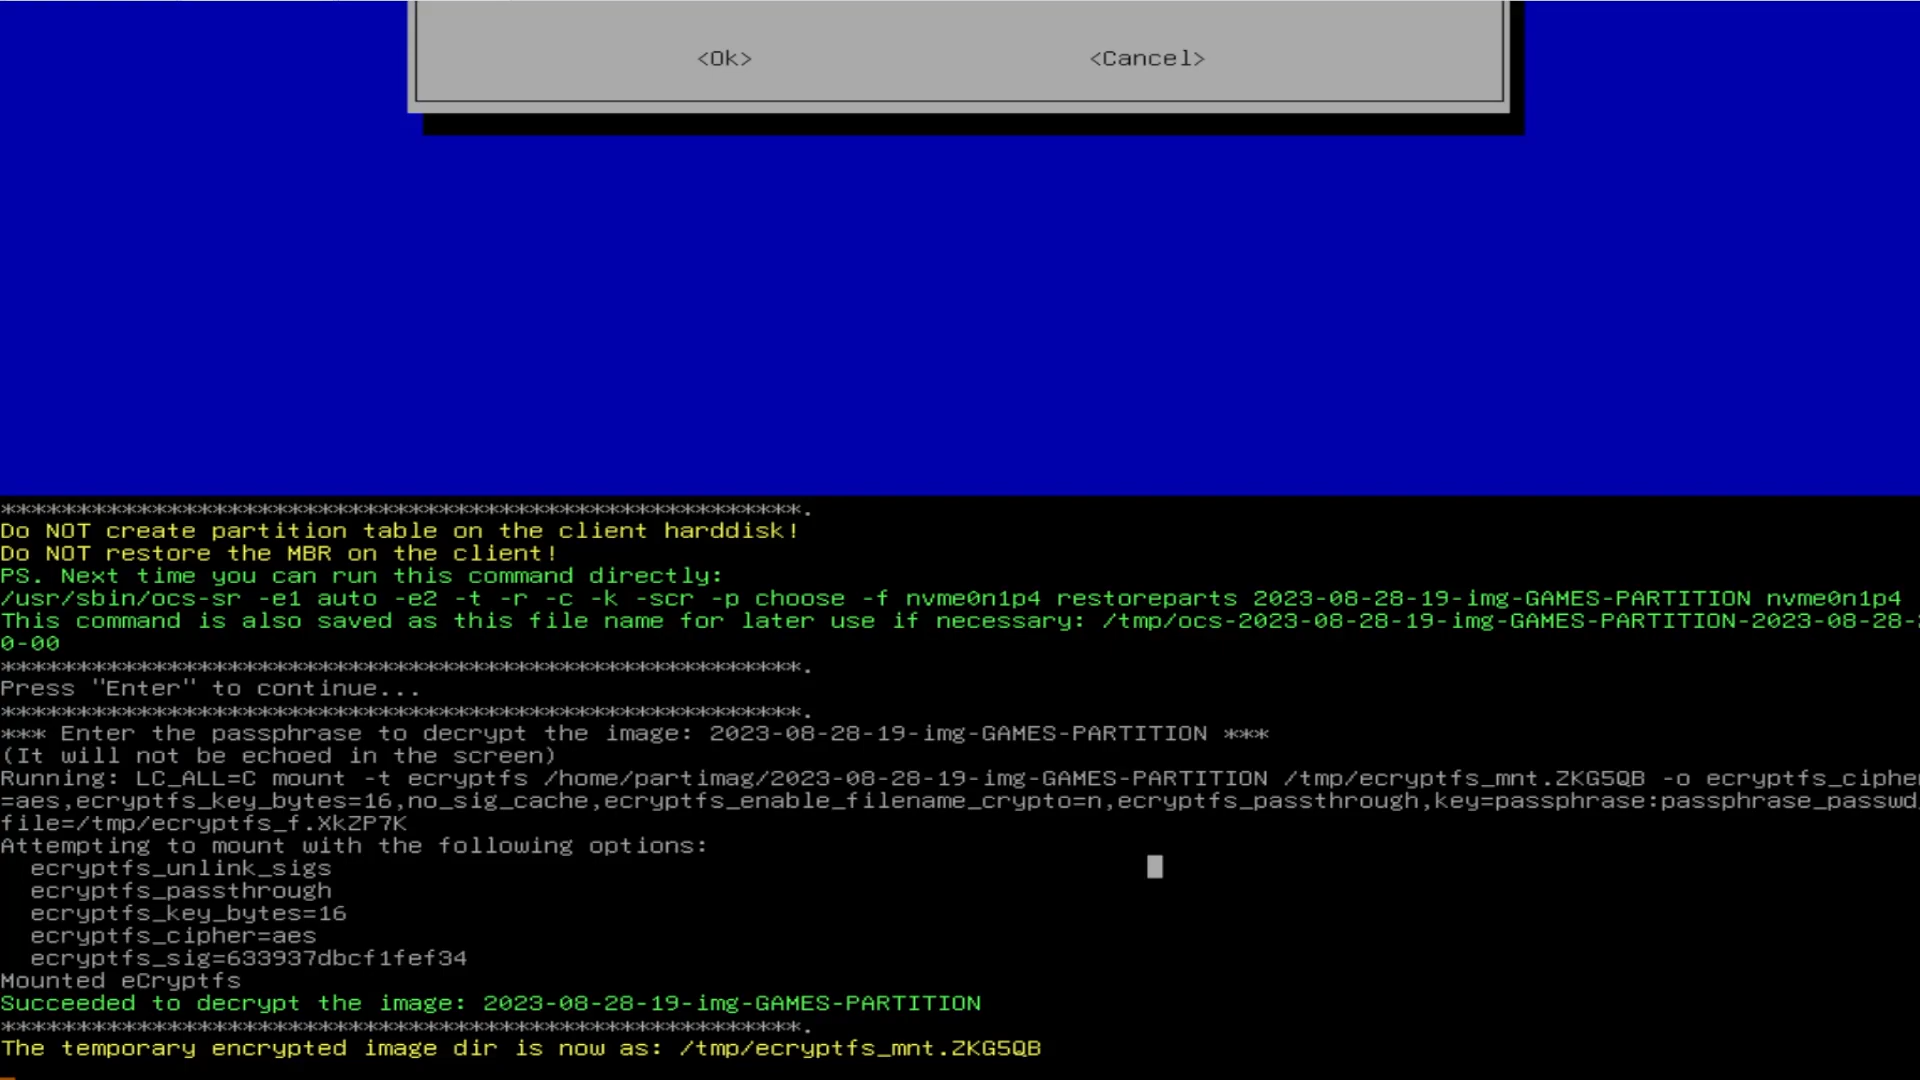 <Ok> <Cancel>
*****************************************************.
Do NOT create partition table on the client harddisk!
Do NOT restore the MBR on the client!
PS. Next time you can run this command directly:
/usr/sbin/ocs-sr -e1 auto -e2 -t -r -c -k -scr -p choose -f nvme0n1p4 restoreparts 2023-08-28-19-img-GAMES-PARTITION nvme0n1p4
This command is also saved as this file name for later use if necessary: /tmp/ocs-2023-08-28-19-img-GAMES-PARTITION-2023-08-28-
0-00
*****************************************************.
Press "Enter" to continue...
*****************************************************.
*** Enter the passphrase to decrypt the image: 2023-08-28-19-img-GAMES-PARTITION ***
(It will not be echoed in the screen)
Running: LC_ALL=C mount -t ecryptfs /home/partimag/2023-08-28-19-img-GAMES-PARTITION /tmp/ecryptfs_mnt.ZKG5QB -o ecryptfs_cipher
=aes,ecryptfs_key_bytes=16,no_sig_cache,ecryptfs_enable_filename_crypto=n,ecryptfs_passthrough,key=passphrase:passphrase_passwd_
file=/tmp/ecryptfs_f.XkZP7K
Attempting to mount with the following options:
ecryptfs_unlink_sigs
ecryptfs_passthrough
ecryptfs_key_bytes=16
ecryptfs_cipher=aes
ecryptfs_sig=633937dbcf1fef34
Mounted eCryptfs
Succeeded to decrypt the image: 2023-08-28-19-img-GAMES-PARTITION
*****************************************************.
The temporary encrypted image dir is now as: /tmp/ecryptfs_mnt.ZKG5QB